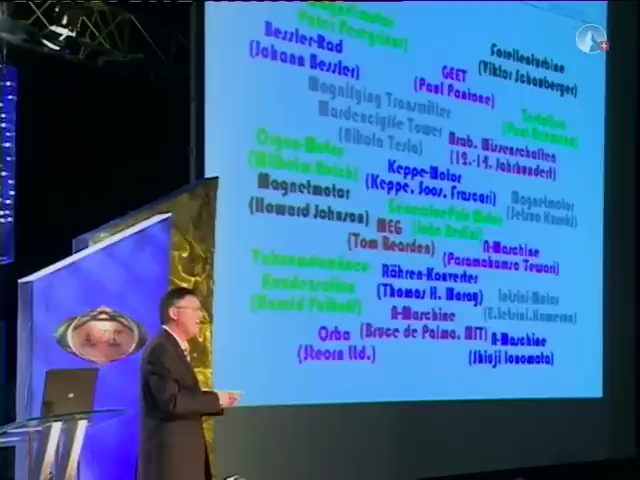 Bessler-Rad
(Johann Bessler)
Forellenturbine
(Viktor Schauberger)
GEET
(Paul Pantone)
Magnifying Transmitter
Wardenclyffe Tower
(Nikola Tesla)
Testatika
(Paul Baumann)
Arab. Wissenschaften
(12.-14. Jahrhundert)
Orgon-Motor
(Wilhelm Reich)
Keppe-Motor
(Keppe, Soos, Frascari)
Magnetmotor
(Howard Johnson)
Magnetmotor
MEG
(Tom Bearden)
N-Maschine
(Paramahamsa Tewari)
Röhren-Konverter
(Thomas H. Moray)
N-Maschine
(Bruce de Palma, MIT)
Orbo
(Steorn Ltd.)
N-Maschine
(Shiuji Inomata)